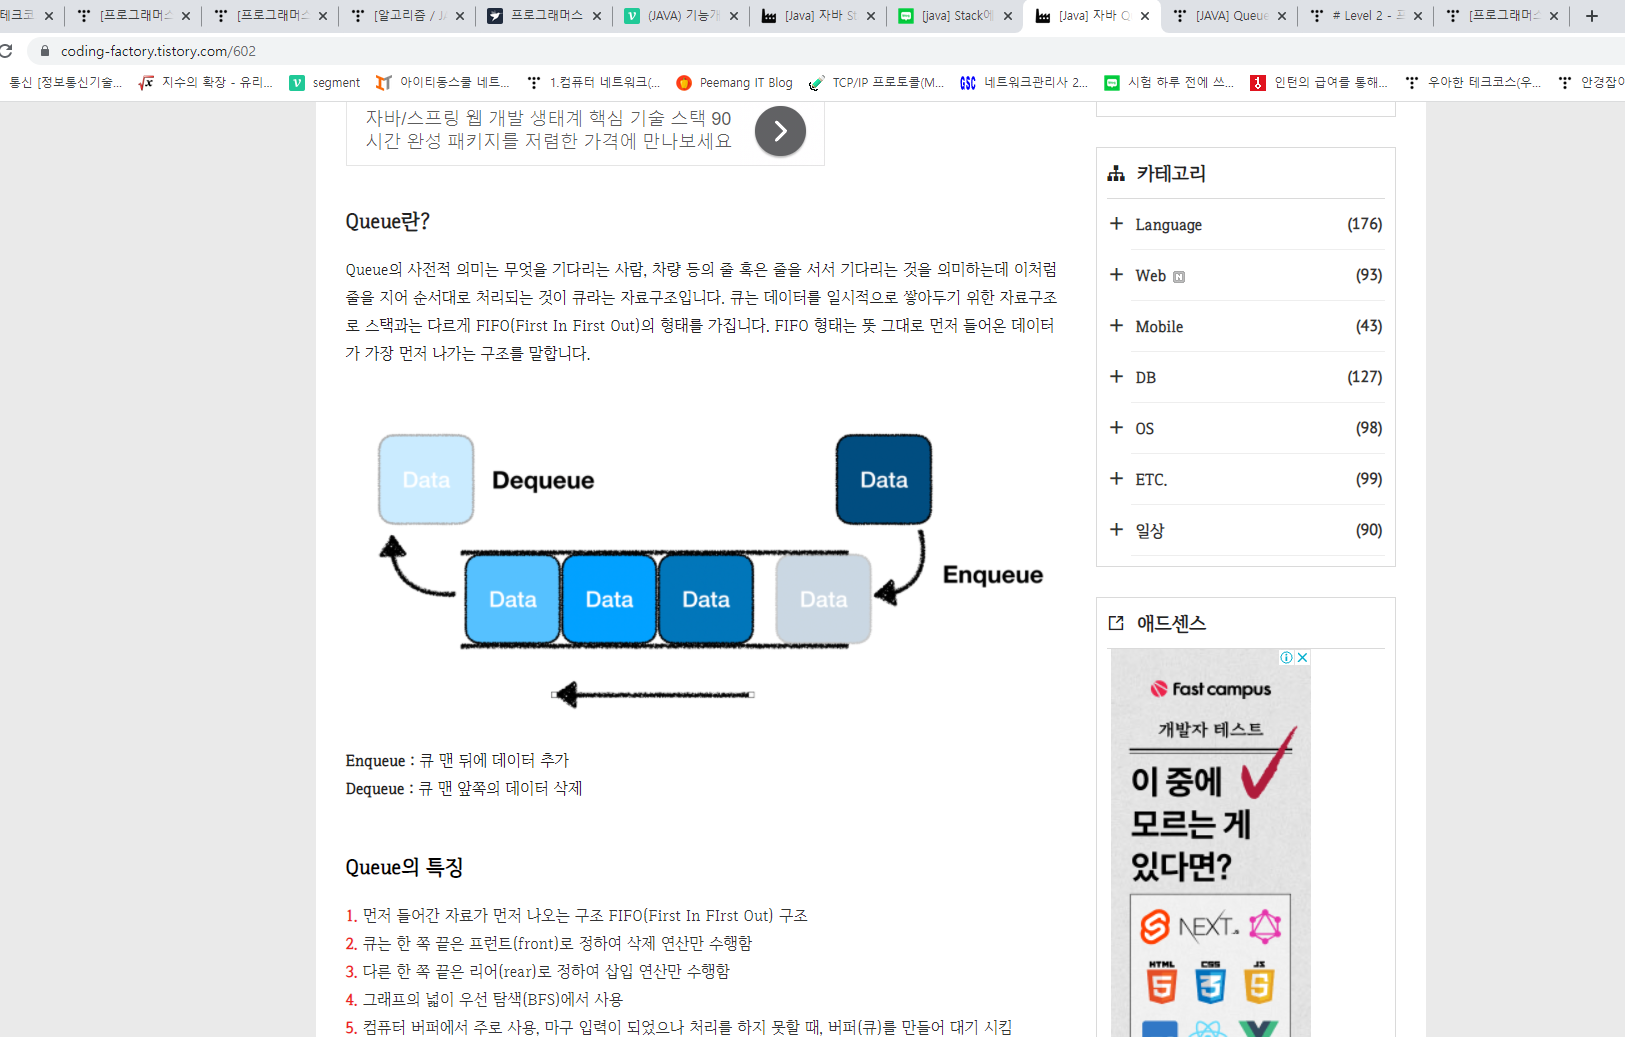 테크코
[프로그래머스
[프로그래머스
[알고리즘 / J
프로그래머스
(JAVA) 기능개
[Java] 자바 St
[java] Stack에
[Java] 자바 Q
[JAVA] Queue
# Level 2 - 프
[프로그래머스
coding-factory.tistory.com/602
통신 [정보통신기술...
지수의 확장 - 유리...
segment
아이티동스쿨 네트...
1.컴퓨터 네트워크(...
Peemang IT Blog
TCP/IP 프로토콜(M...
GSC 네트워크관리사 2...
시험 하루 전에 쓰...
인턴의 급여를 통해...
우아한 테크코스(우...
안경잡이
자바/스프링 웹 개발 생태계 핵심 기술 스택 90
시간 완성 패키지를 저렴한 가격에 만나보세요
Queue란?
Queue의 사전적 의미는 무엇을 기다리는 사람, 차량 등의 줄 혹은 줄을 서서 기다리는 것을 의미하는데 이처럼
줄을 지어 순서대로 처리되는 것이 큐라는 자료구조입니다. 큐는 데이터를 일시적으로 쌓아두기 위한 자료구조
로 스택과는 다르게 FIFO(First In First Out)의 형태를 가집니다. FIFO 형태는 뜻 그대로 먼저 들어온 데이터
가 가장 먼저 나가는 구조를 말합니다.
Data
Dequeue
Data
Data
Data
Data
Data
Enqueue
Enqueue : 큐 맨 뒤에 데이터 추가
Dequeue : 큐 맨 앞쪽의 데이터 삭제
Queue의 특징
1. 먼저 들어간 자료가 먼저 나오는 구조 FIFO(First In FIrst Out) 구조
2. 큐는 한 쪽 끝은 프런트(front)로 정하여 삭제 연산만 수행함
3. 다른 한 쪽 끝은 리어(rear)로 정하여 삽입 연산만 수행함
4. 그래프의 넓이 우선 탐색(BFS)에서 사용
5. 컴퓨터 버퍼에서 주로 사용, 마구 입력이 되었으나 처리를 하지 못할 때, 버퍼(큐)를 만들어 대기 시킴
카테고리
Language (176)
Web N (93)
Mobile (43)
DB (127)
OS (98)
ETC. (99)
일상 (90)
애드센스
Fast campus
개발자 테스트
이 중에
모르는 게
있다면?
NEXT.JS
HTML
CSS
JS